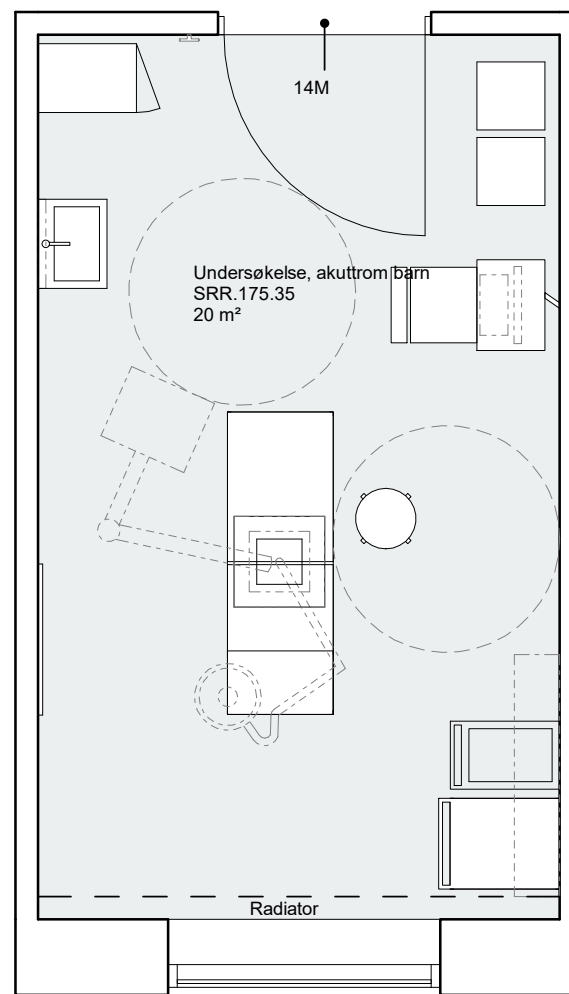 14M
Undersøkelse, akuttrom barn
SRR.175.35
20 m²
Radiator